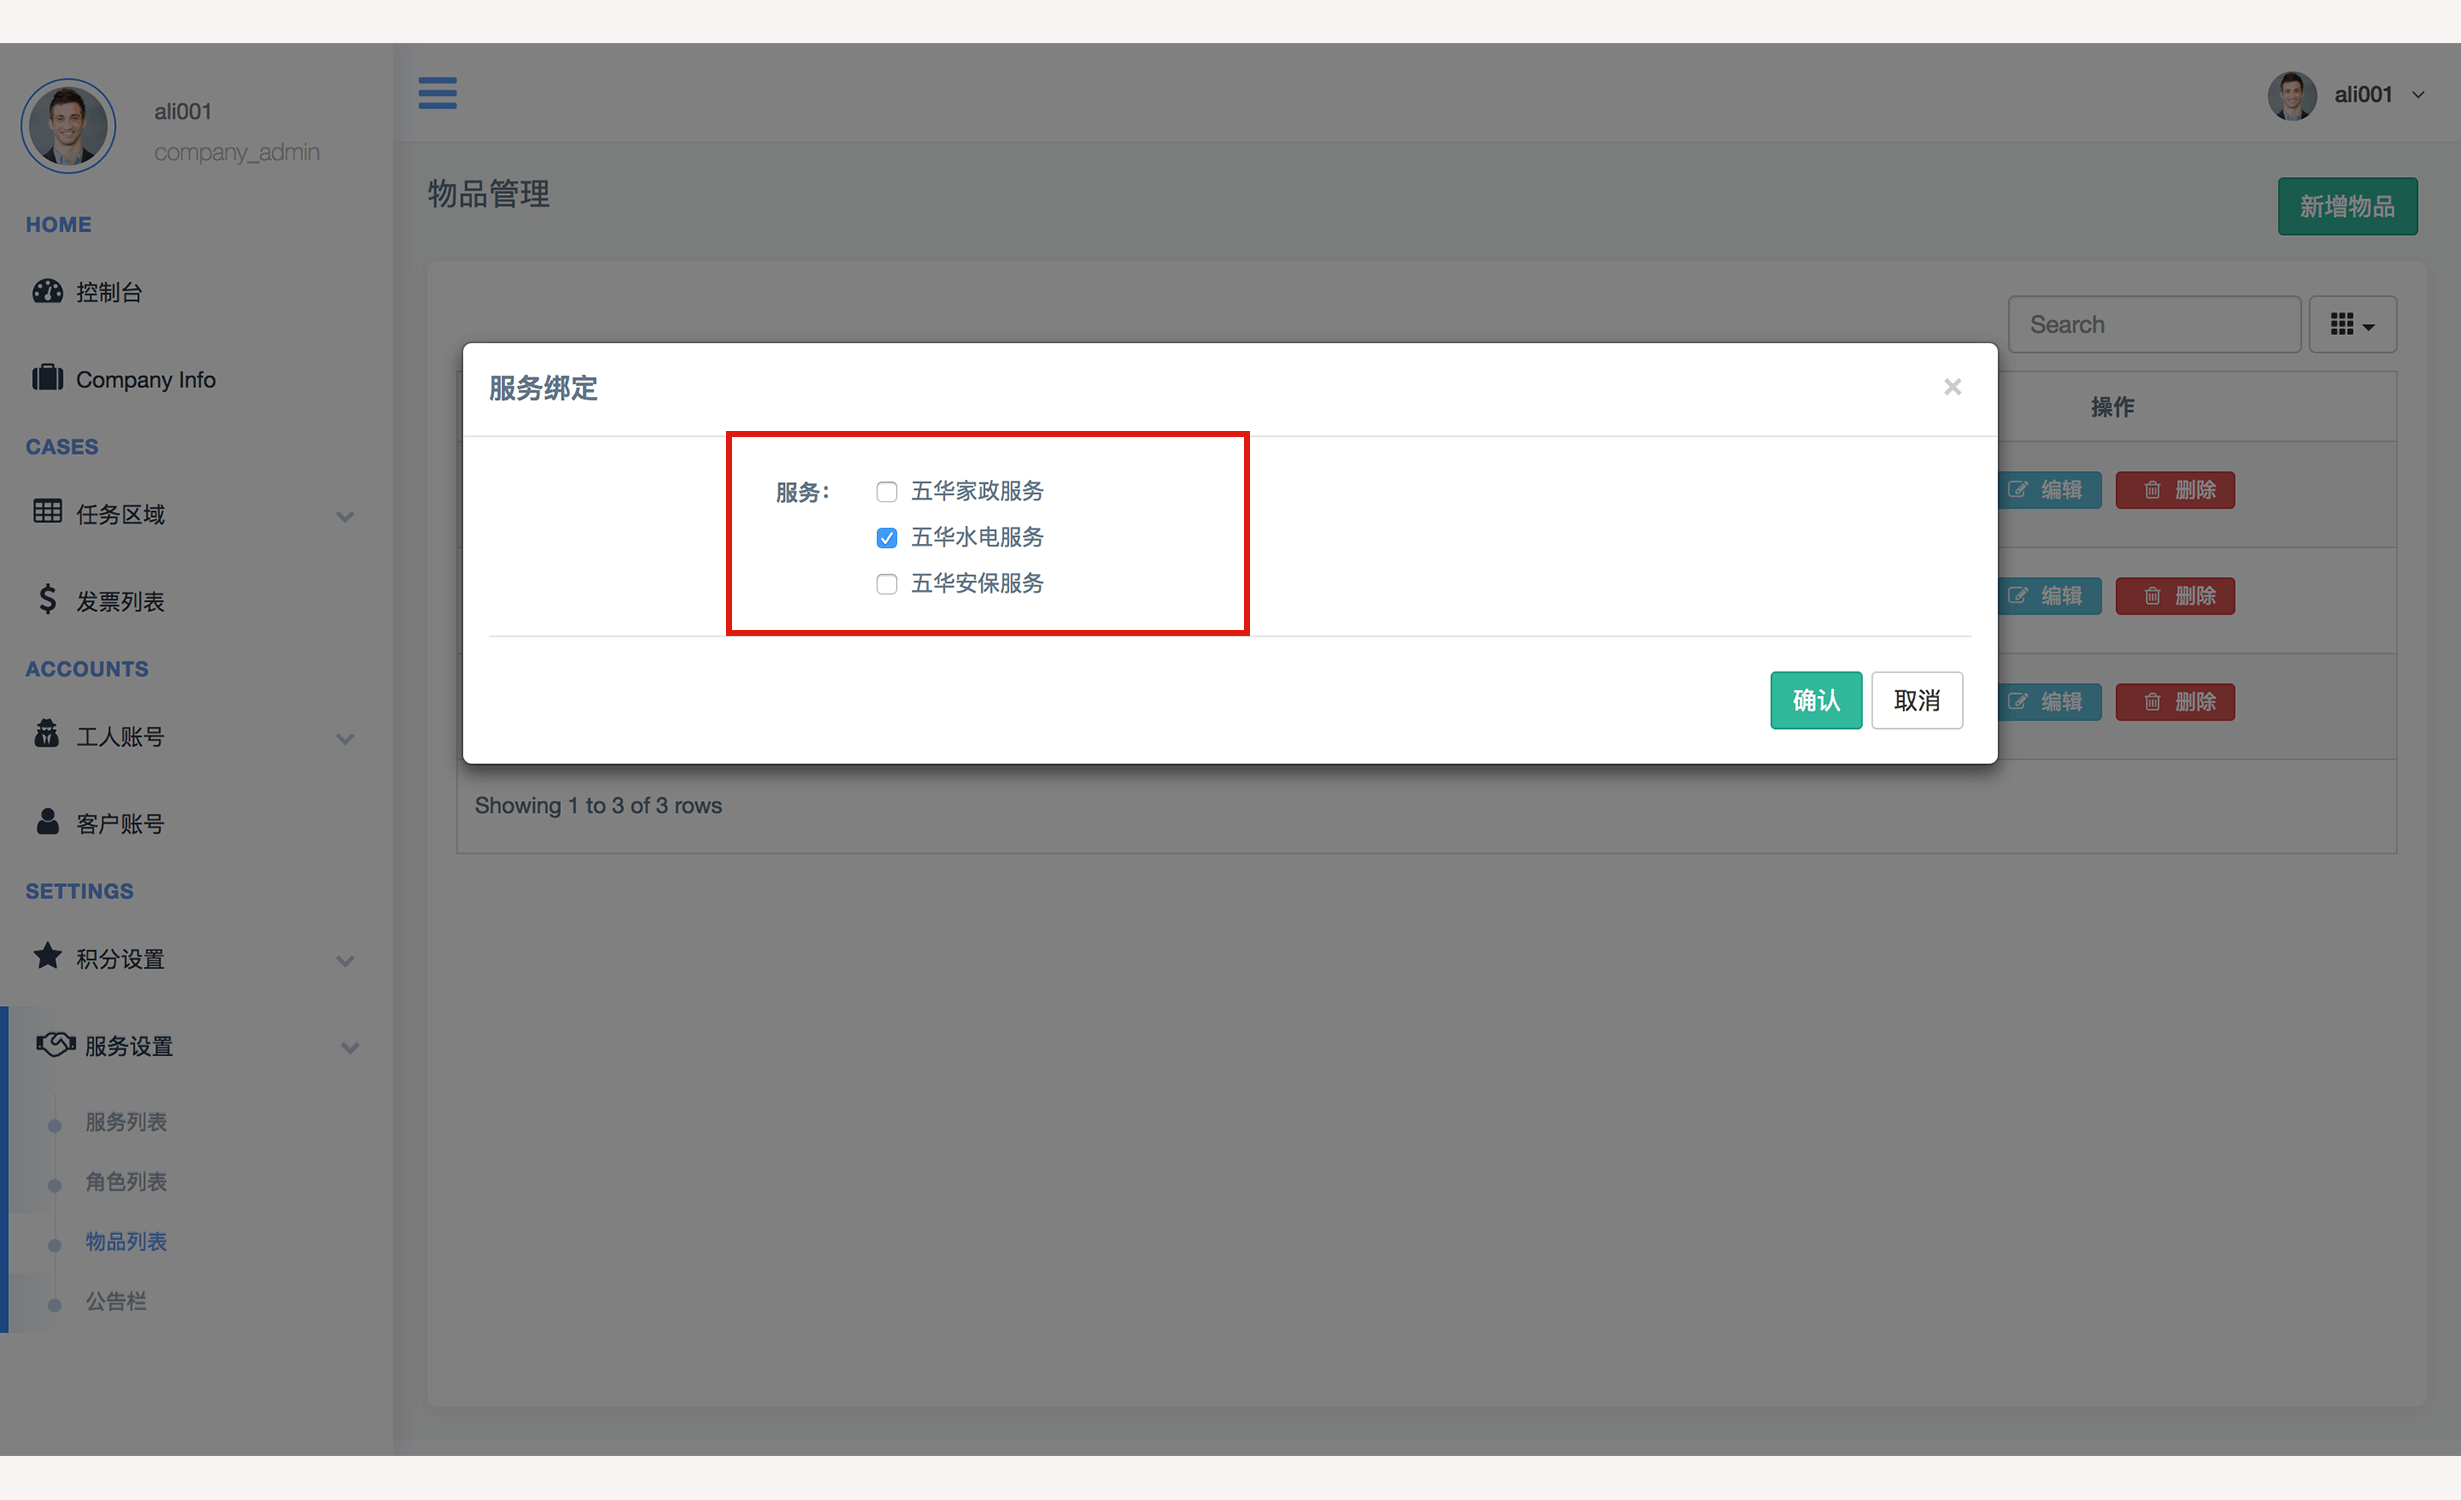 ali001
company_admin
HOME
控制台
Company Info
CASES
任务区域
发票列表
ACCOUNTS
工人账号
客户账号
SETTINGS
积分设置
服务设置
服务列表
角色列表
物品列表
公告栏
ali001
物品管理
新增物品
Search
操作
编辑 删除
编辑 删除
编辑 删除
服务绑定
×
服务： 五华家政服务
五华水电服务
五华安保服务
确认 取消
Showing 1 to 3 of 3 rows